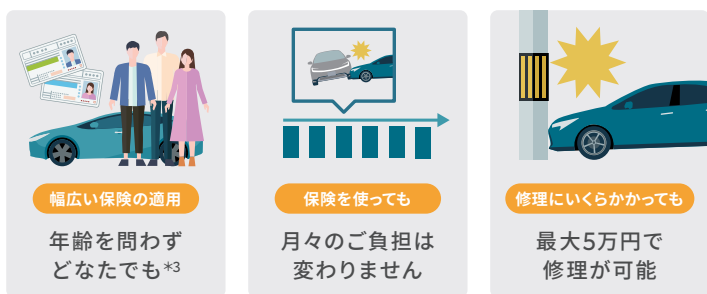 幅広い保険の適用
年齢を問わず
どなたでも*3
保険を使っても
月々のご負担は
変わりません
修理にいくらかかっても
最大5万円で
修理が可能